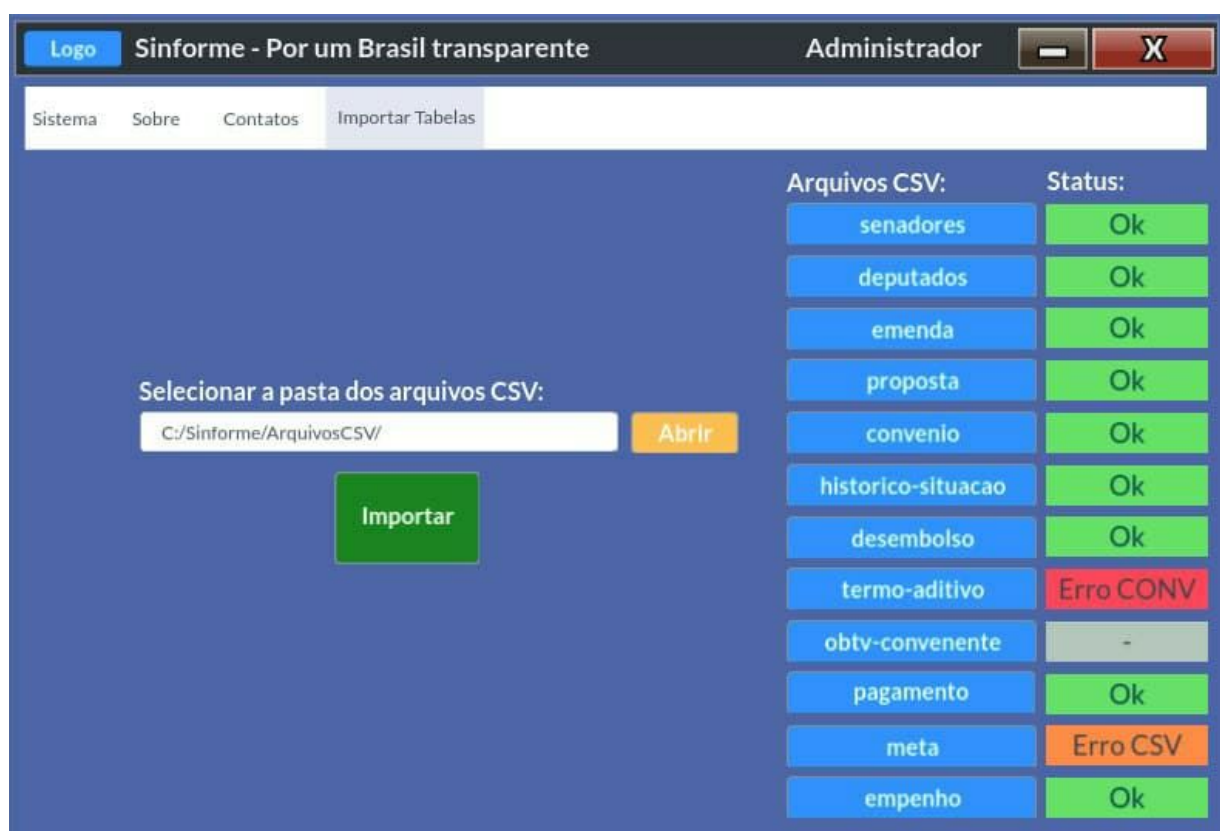 Logo Sinforme - Por um Brasil transparente Administrador X
Sistema Sobre Contatos Importar Tabelas
Arquivos CSV: Status:
senadores Ok
deputados Ok
emenda Ok
proposta Ok
Selecionar a pasta dos arquivos CSV:
C:/Sinforme/ArquivosCSV/ Abrir
convenio Ok
historico-situacao Ok
Importar
desembolso Ok
termo-aditivo Erro CONV
obtv-convenente -
pagamento Ok
meta Erro CSV
empenho Ok